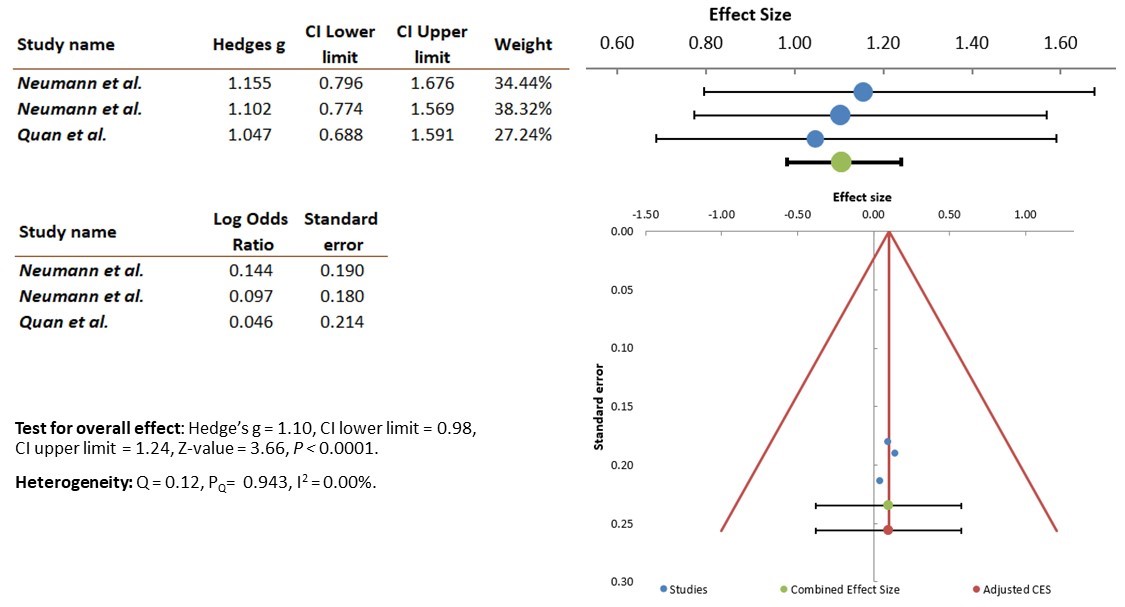 Study name Hedges g CI Lower limit CI Upper limit Weight
Neumann et al. 1.155 0.796 1.676 34.44%
Neumann et al. 1.102 0.774 1.569 38.32%
Quan et al. 1.047 0.688 1.591 27.24%
Effect Size
0.60 0.80 1.00 1.20 1.40 1.60
Study name Log Odds Ratio Standard error
Neumann et al. 0.144 0.190
Neumann et al. 0.097 0.180
Quan et al. 0.046 0.214
Test for overall effect: Hedge’s g = 1.10, CI lower limit = 0.98,
CI upper limit = 1.24, Z-value = 3.66, P < 0.0001.
Heterogeneity: Q = 0.12, PQ= 0.943, I2 = 0.00%.
Effect size
-1.50 -1.00 -0.50 0.00 0.50 1.00
0.00
0.05
0.10
0.15
0.20
0.25
0.30
Standard error
Studies Combined Effect Size Adjusted CES